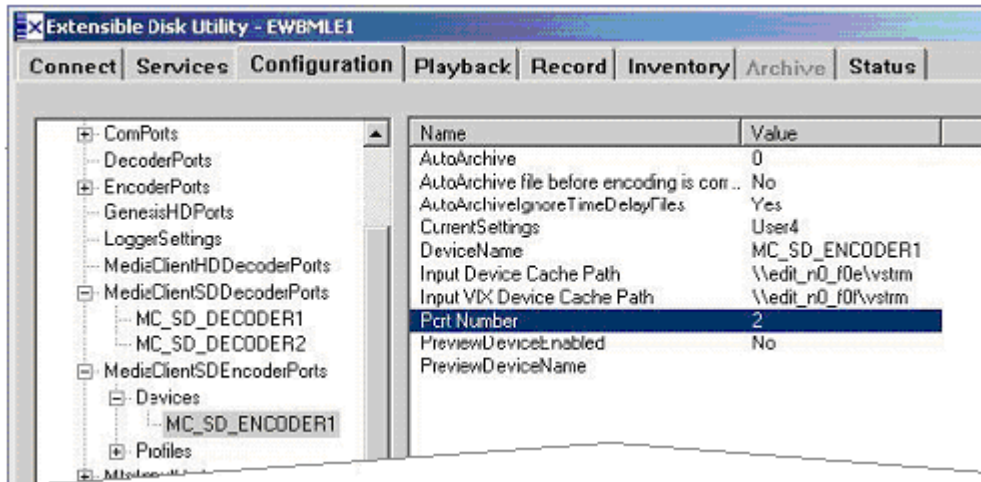 Extensible Disk Utility - EWBMLE1
Connect Services Configuration Playback Record Inventory Archive Status
ComPorts
DecoderPorts
EncoderPorts
GenesisHDPorts
LoggerSettings
MediaClientHDDecoderPorts
MediaClientSDDecoderPorts
MC_SD_DECODER1
MC_SD_DECODER2
MediaClientSDEncoderPorts
Devices
MC_SD_ENCODER1
Profiles
Name Value
AutoArchive 0
AutoArchive file before encoding is com... No
AutoArchiveIgnoreTimeDelayFiles Yes
CurrentSettings User4
DeviceName MC_SD_ENCODER1
Input Device Cache Path \\edit_n0_f0e\vstrm
Input VIX Device Cache Path \\edit_n0_f0f\vstrm
Port Number 2
PreviewDeviceEnabled No
PreviewDeviceName